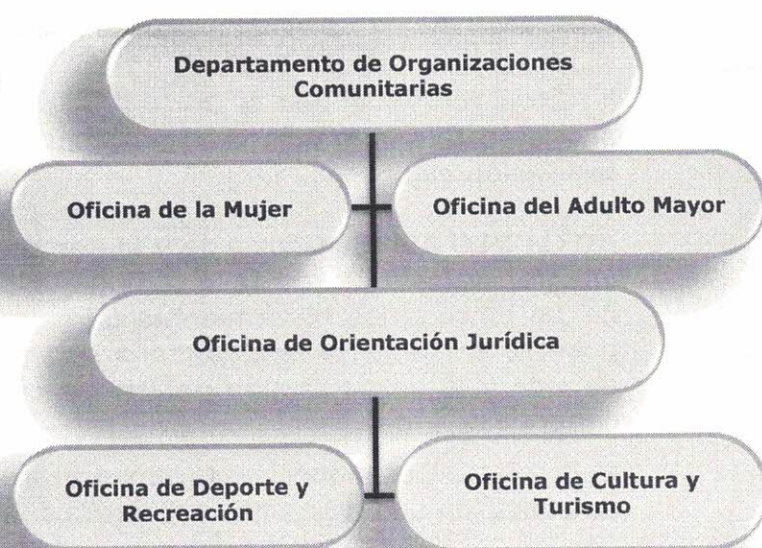 Departamento de Organizaciones
Comunitarias
Oficina de la Mujer
Oficina del Adulto Mayor
Oficina de Orientación Jurídica
Oficina de Deporte y
Recreación
Oficina de Cultura y
Turismo